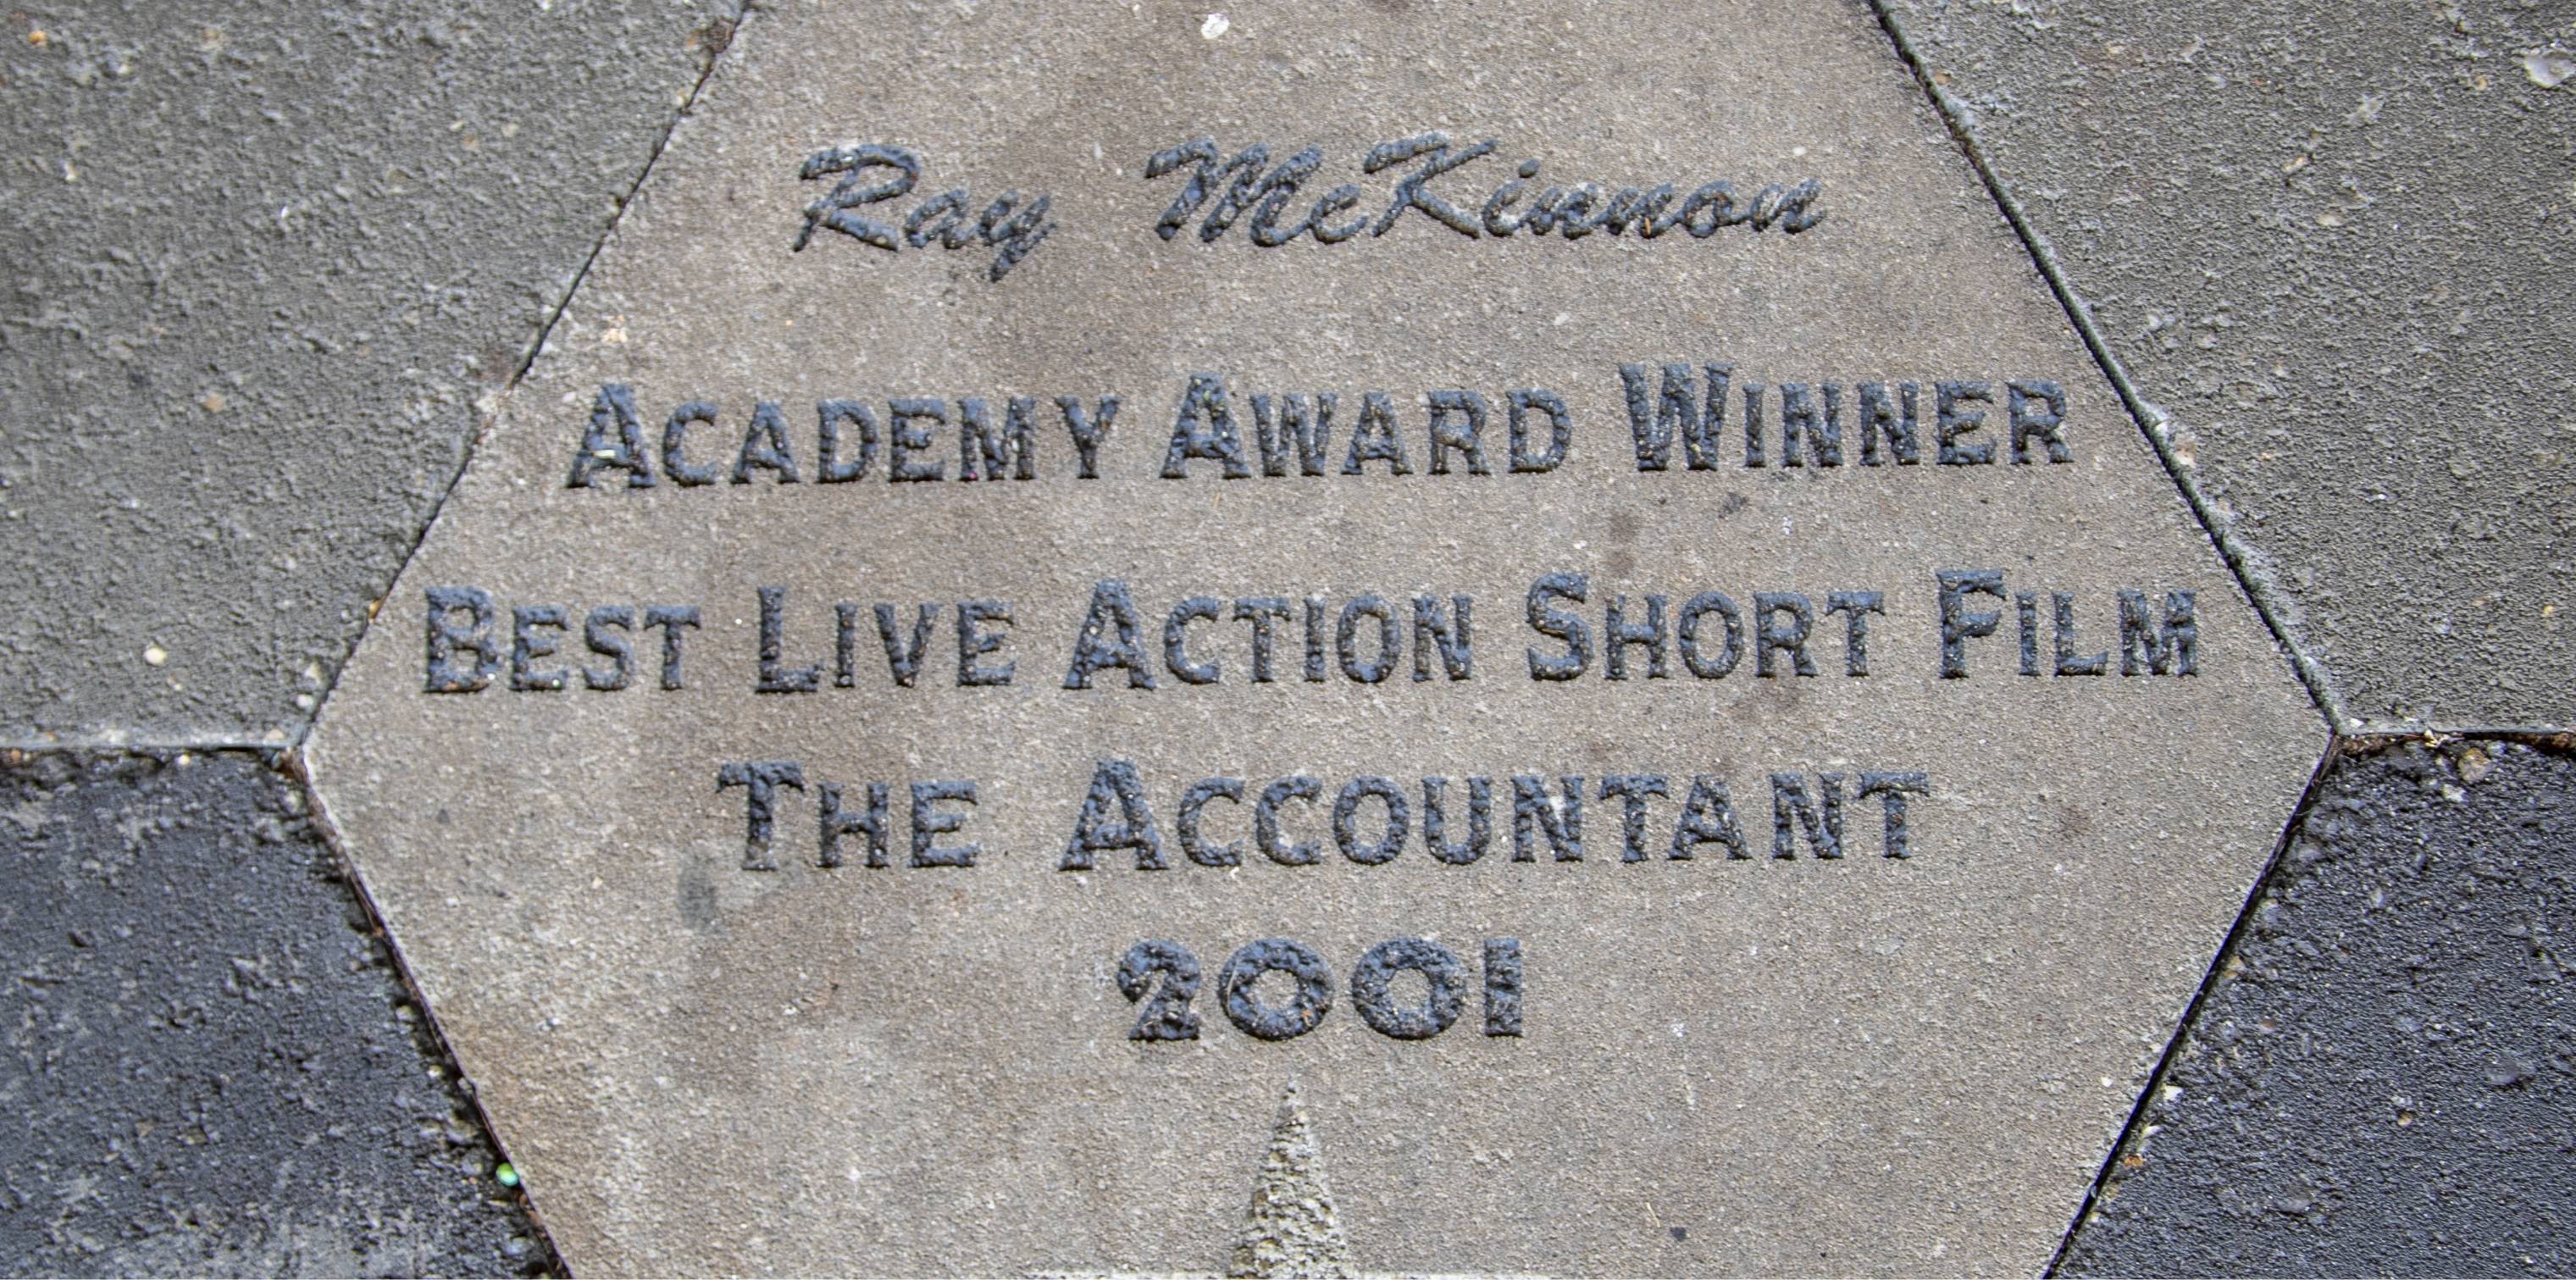 Ray McKinnon
ACADEMY AWARD WINNER
BEST LIVE ACTION SHORT FILM
THE ACCOUNTANT
2001